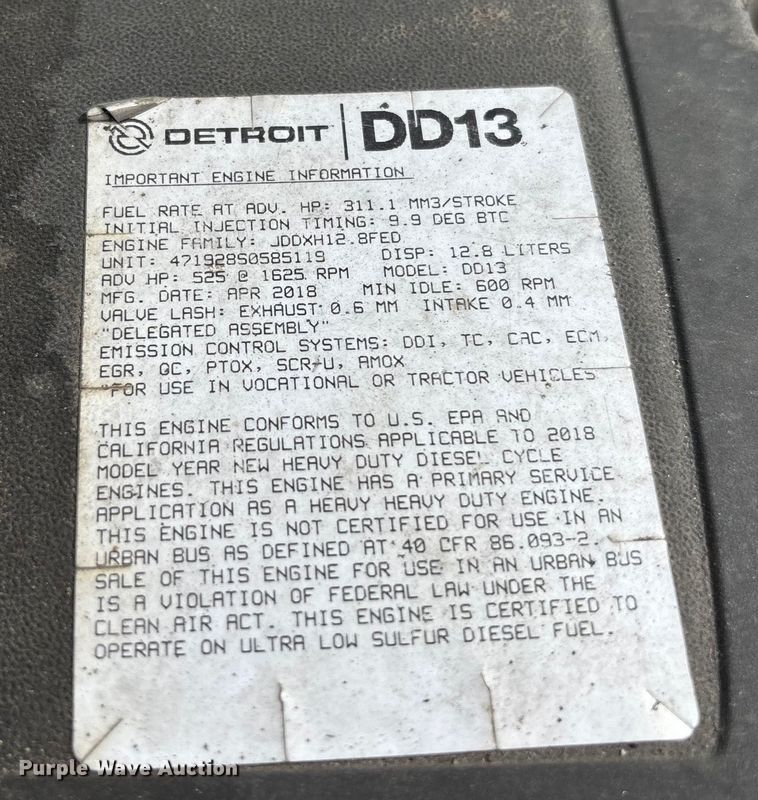 DETROIT DD13
IMPORTANT ENGINE INFORMATION
FUEL RATE AT ADV. HP: 311.1 MM3/STROKE
INITIAL INJECTION TIMING: 9.9 DEG BTC
ENGINE FAMILY: JDDXH12.8FED
UNIT: 471928S0585119 DISP: 12.8 LITERS
ADV HP: 525 @ 1625 RPM MODEL: DD13
MFG. DATE: APR 2018 MIN IDLE: 600 RPM
VALVE LASH: EXHAUST 0.6 MM INTAKE 0.4 MM
"DELEGATED ASSEMBLY"
EMISSION CONTROL SYSTEMS: DDI, TC, CAC, ECM,
EGR, OC, PTOX, SCR-U, AMOX
"FOR USE IN VOCATIONAL OR TRACTOR VEHICLES"
THIS ENGINE CONFORMS TO U.S. EPA AND
CALIFORNIA REGULATIONS APPLICABLE TO 2018
MODEL YEAR NEW HEAVY DUTY DIESEL CYCLE
ENGINES. THIS ENGINE HAS A PRIMARY SERVICE
APPLICATION AS A HEAVY HEAVY DUTY ENGINE.
THIS ENGINE IS NOT CERTIFIED FOR USE IN AN
URBAN BUS AS DEFINED AT 40 CFR 86.093-2.
SALE OF THIS ENGINE FOR USE IN AN URBAN BUS
IS A VIOLATION OF FEDERAL LAW UNDER THE
CLEAN AIR ACT. THIS ENGINE IS CERTIFIED TO
OPERATE ON ULTRA LOW SULFUR DIESEL FUEL.
Purple Wave Auction